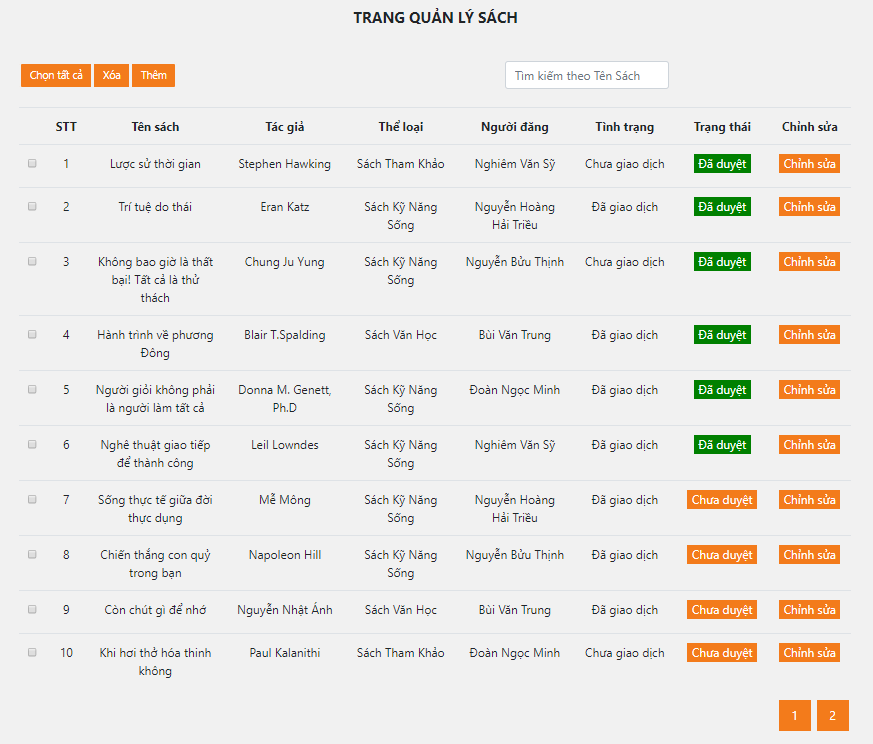 TRANG QUẢN LÝ SÁCH
Chọn tất cả Xóa Thêm Tìm kiếm theo Tên Sách
STT Tên sách Tác giả Thể loại Người đăng Tình trạng Trạng thái Chỉnh sửa
1 Lược sử thời gian Stephen Hawking Sách Tham Khảo Nghiêm Văn Sỹ Chưa giao dịch Đã duyệt Chỉnh sửa
2 Trí tuệ do thái Eran Katz Sách Kỹ Năng Nguyễn Hoàng Đã giao dịch Đã duyệt Chỉnh sửa
Sống Hải Triều
3 Không bao giờ là thất Chung Ju Yung Sách Kỹ Năng Nguyễn Bửu Thịnh Chưa giao dịch Đã duyệt Chỉnh sửa
bại! Tất cả là thử Sống
thách
4 Hành trình về phương Blair T.Spalding Sách Văn Học Bùi Văn Trung Đã giao dịch Đã duyệt Chỉnh sửa
Đông
5 Người giỏi không phải Donna M. Genett, Sách Kỹ Năng Đoàn Ngọc Minh Đã giao dịch Đã duyệt Chỉnh sửa
là người làm tất cả Ph.D Sống
6 Nghê thuật giao tiếp Leil Lowndes Sách Kỹ Năng Nghiêm Văn Sỹ Đã giao dịch Đã duyệt Chỉnh sửa
để thành công Sống
7 Sống thực tế giữa đời Mễ Mông Sách Kỹ Năng Nguyễn Hoàng Đã giao dịch Chưa duyệt Chỉnh sửa
thực dụng Sống Hải Triều
8 Chiến thắng con quỷ Napoleon Hill Sách Kỹ Năng Nguyễn Bửu Thịnh Đã giao dịch Chưa duyệt Chỉnh sửa
trong bạn Sống
9 Còn chút gì để nhớ Nguyễn Nhật Ánh Sách Văn Học Bùi Văn Trung Đã giao dịch Chưa duyệt Chỉnh sửa
10 Khi hơi thở hóa thinh Paul Kalanithi Sách Tham Khảo Đoàn Ngọc Minh Chưa giao dịch Chưa duyệt Chỉnh sửa
không
1 2